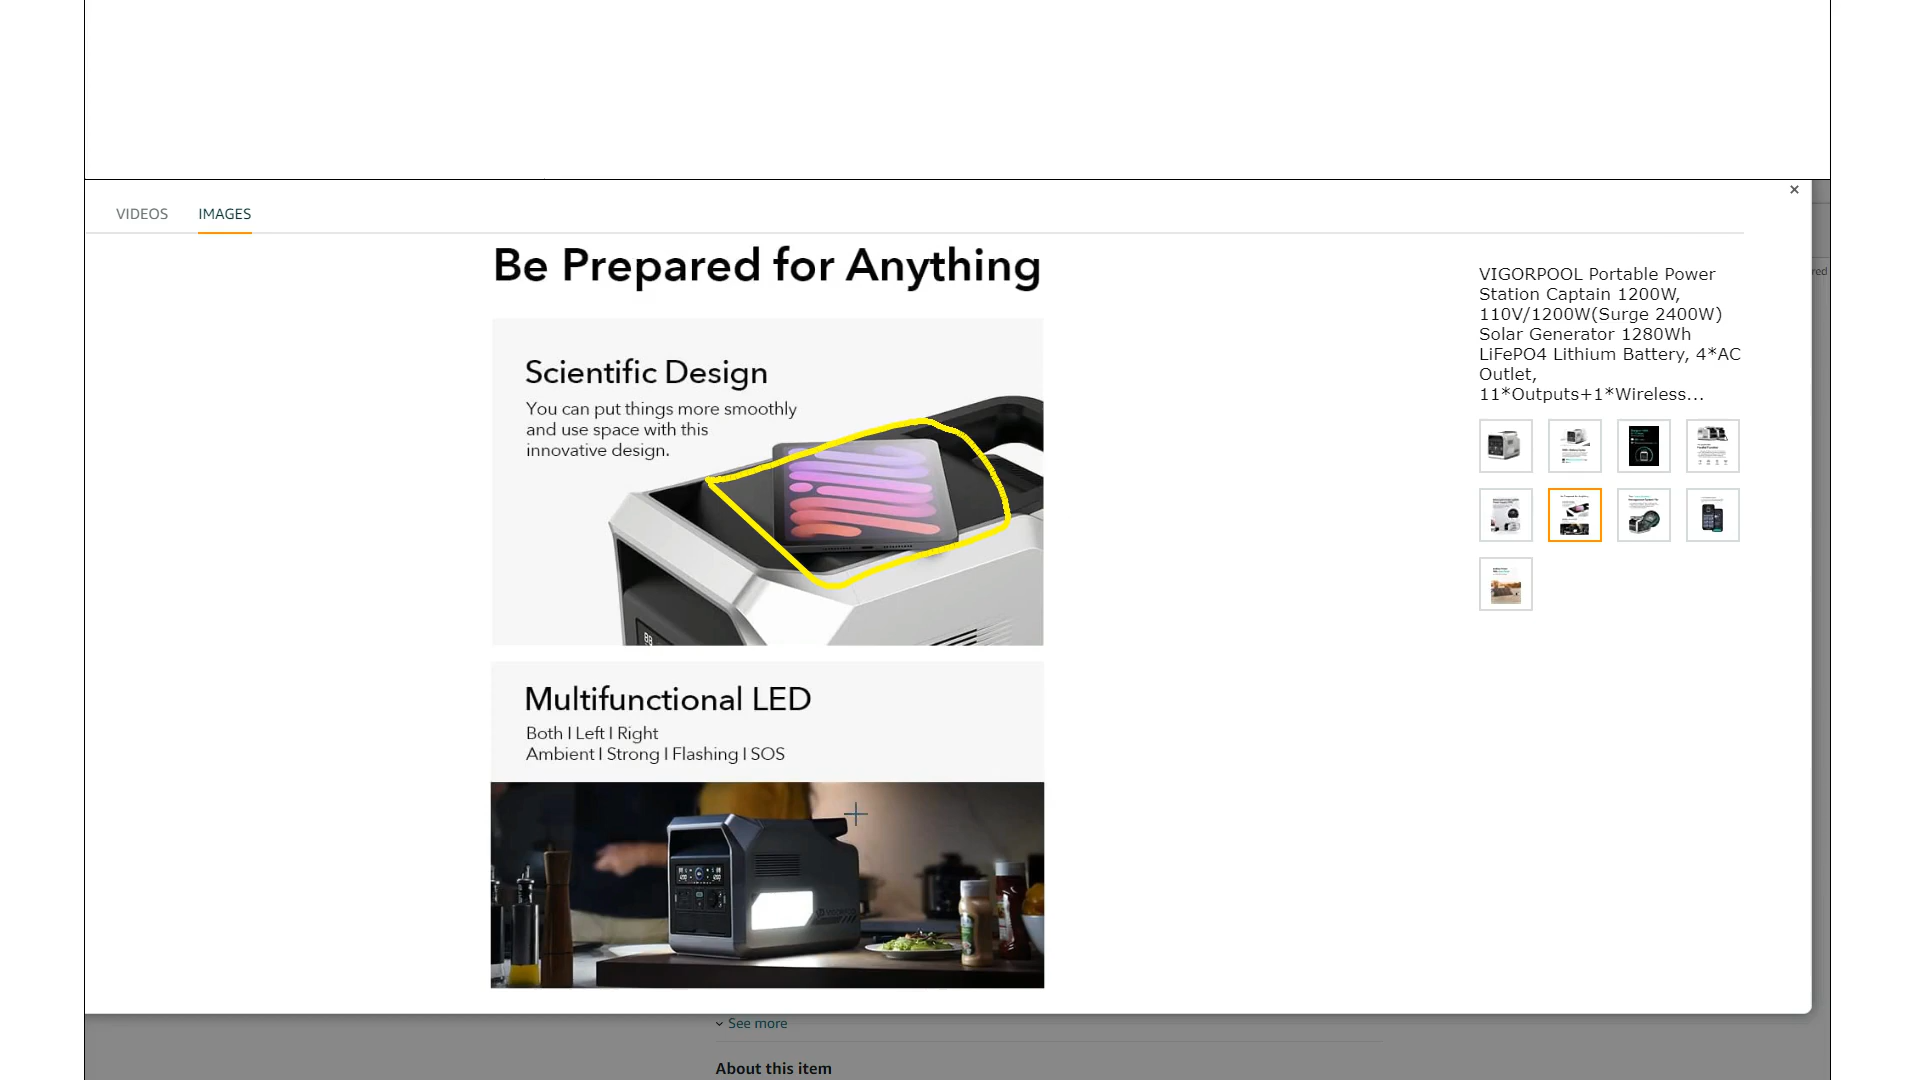 VIDEOS IMAGES
×
red
Be Prepared for Anything
VIGORPOOL Portable Power
Station Captain 1200W,
110V/1200W(Surge 2400W)
Solar Generator 1280Wh
LiFePO4 Lithium Battery, 4*AC
Outlet,
11*Outputs+1*Wireless...
Scientific Design
You can put things more smoothly
and use space with this
innovative design.
Multifunctional LED
Both I Left I Right
Ambient I Strong I Flashing I SOS
See more
About this item